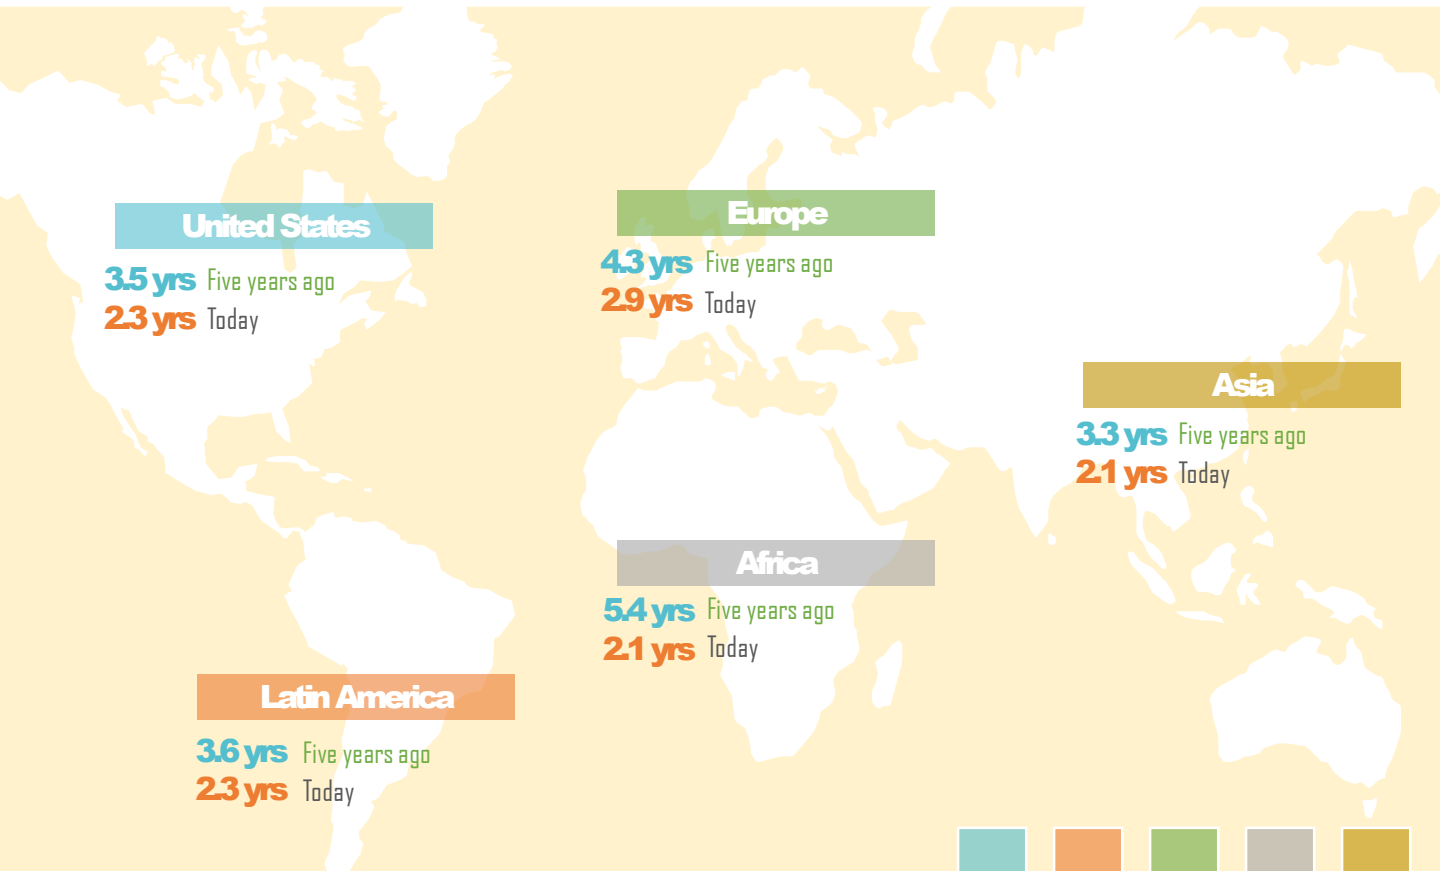 United States
3.5 yrs Five years ago
2.3 yrs Today
Europe
4.3 yrs Five years ago
2.9 yrs Today
Asia
3.3 yrs Five years ago
2.1 yrs Today
Africa
5.4 yrs Five years ago
2.1 yrs Today
Latin America
3.6 yrs Five years ago
2.3 yrs Today